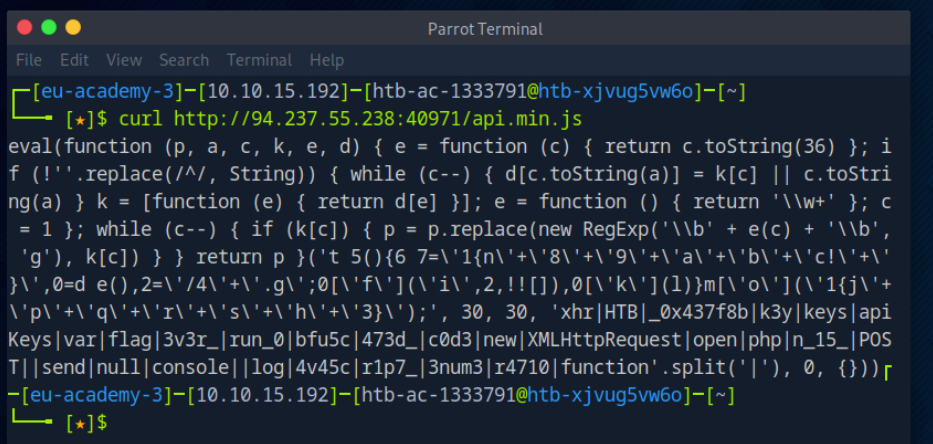 Parrot Terminal
File Edit View Search Terminal Help
┌─[eu-academy-3]─[10.10.15.192]─[htb-ac-1333791@htb-xjvug5vw6o]─[~]
└──╼ [★]$ curl http://94.237.55.238:40971/api.min.js
eval(function (p, a, c, k, e, d) { e = function (c) { return c.toString(36) }; i
f (!''.replace(/^/, String)) { while (c--) { d[c.toString(a)] = k[c] || c.toStri
ng(a) } k = [function (e) { return d[e] }]; e = function () { return '\\w+' }; c
 = 1 }; while (c--) { if (k[c]) { p = p.replace(new RegExp('\\b' + e(c) + '\\b',
 'g'), k[c]) } } return p }('t 5(){6 7=\'1{n\'+\'8\'+\'9\'+\'a\'+\'b\'+\'c!\'+\'
}\',0=d e(),2=\'/4\'+\'.g\';0[\'f\'](\'i\',2,!![]),0[\'k\'](l)}m[\'o\'](\'1{j\'+
\'p\'+\'q\'+\'r\'+\'s\'+\'h\'+\'3}\');', 30, 30, 'xhr|HTB|_0x437f8b|k3y|keys|api
Keys|var|flag|3v3r_|run_0|bfu5c|473d_|c0d3|new|XMLHttpRequest|open|php|n_15_|POS
T||send|null|console||log|4v45c|r1p7_|3num3|r4710|function'.split('|'), 0, {}))┌
─[eu-academy-3]─[10.10.15.192]─[htb-ac-1333791@htb-xjvug5vw6o]─[~]
└──╼ [★]$